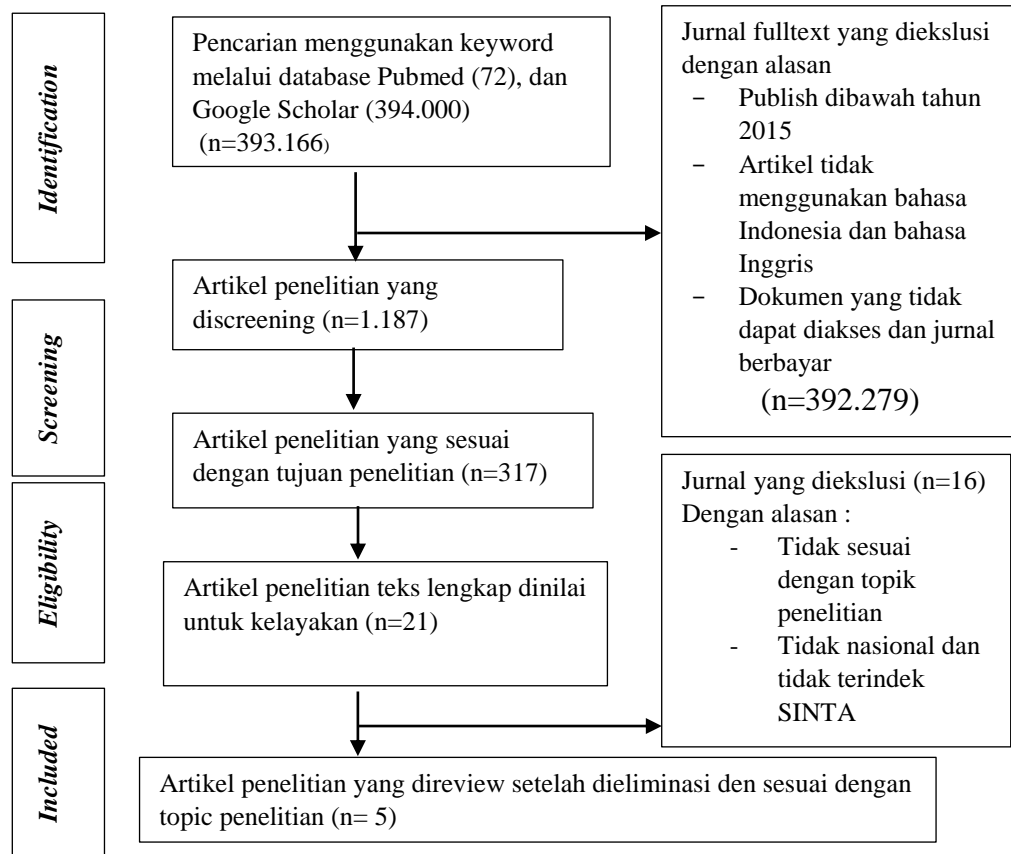 Identification
Pencarian menggunakan keyword
melalui database Pubmed (72), dan
Google Scholar (394.000)
(n=393.166)
Jurnal fulltext yang diekslusi
dengan alasan
- Publish dibawah tahun
2015
- Artikel tidak
menggunakan bahasa
Indonesia dan bahasa
Inggris
- Dokumen yang tidak
dapat diakses dan jurnal
berbayar
(n=392.279)
Screening
Artikel penelitian yang
discreening (n=1.187)
Artikel penelitian yang sesuai
dengan tujuan penelitian (n=317)
Eligibility
Artikel penelitian teks lengkap dinilai
untuk kelayakan (n=21)
Jurnal yang diekslusi (n=16)
Dengan alasan :
- Tidak sesuai
dengan topik
penelitian
- Tidak nasional dan
tidak terindek
SINTA
Included
Artikel penelitian yang direview setelah dieliminasi den sesuai dengan
topic penelitian (n= 5)